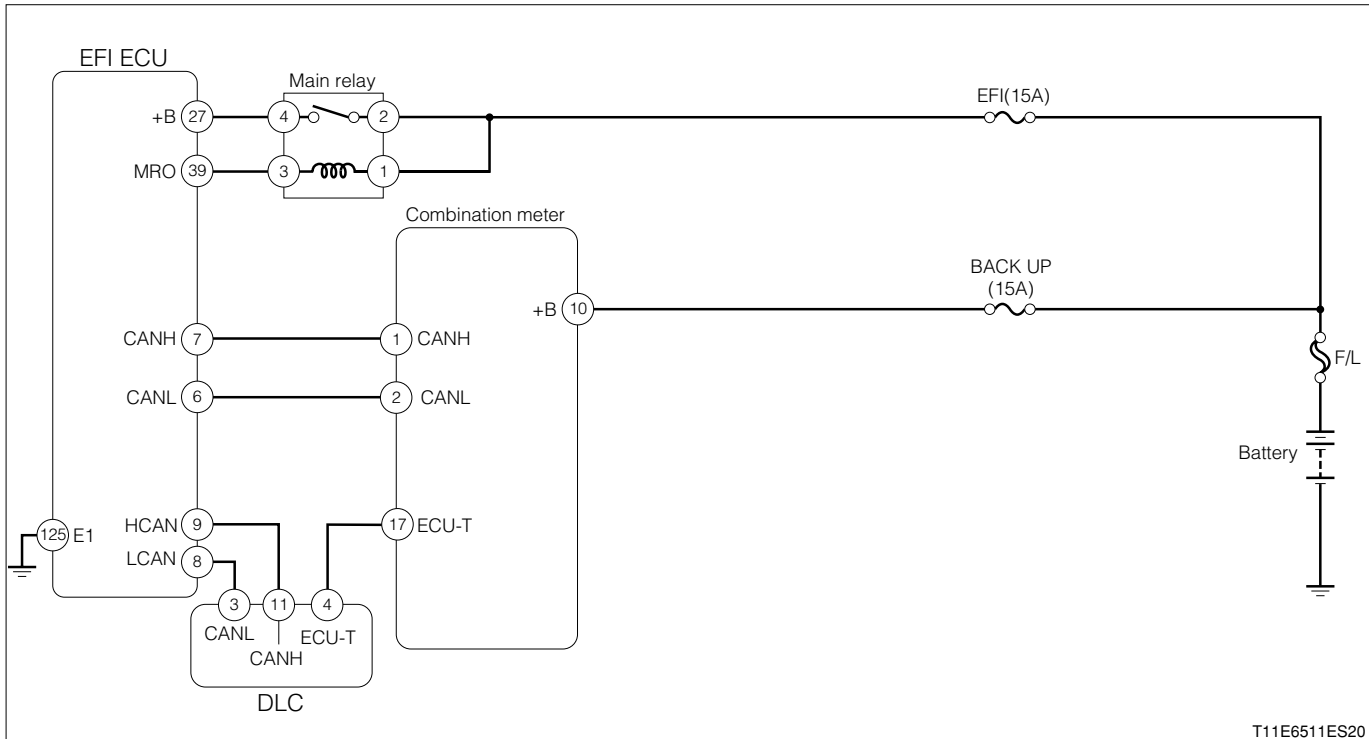 EFI ECU
Main relay
EFI(15A)
+B 27
4
2
MRO 39
3
1
Combination meter
BACK UP
(15A)
+B 10
CANH 7
1 CANH
F/L
CANL 6
2 CANL
Battery
HCAN 9
17 ECU-T
125 E1
LCAN 8
3
11
4
CANL
ECU-T
CANH
DLC
T11E6511ES20